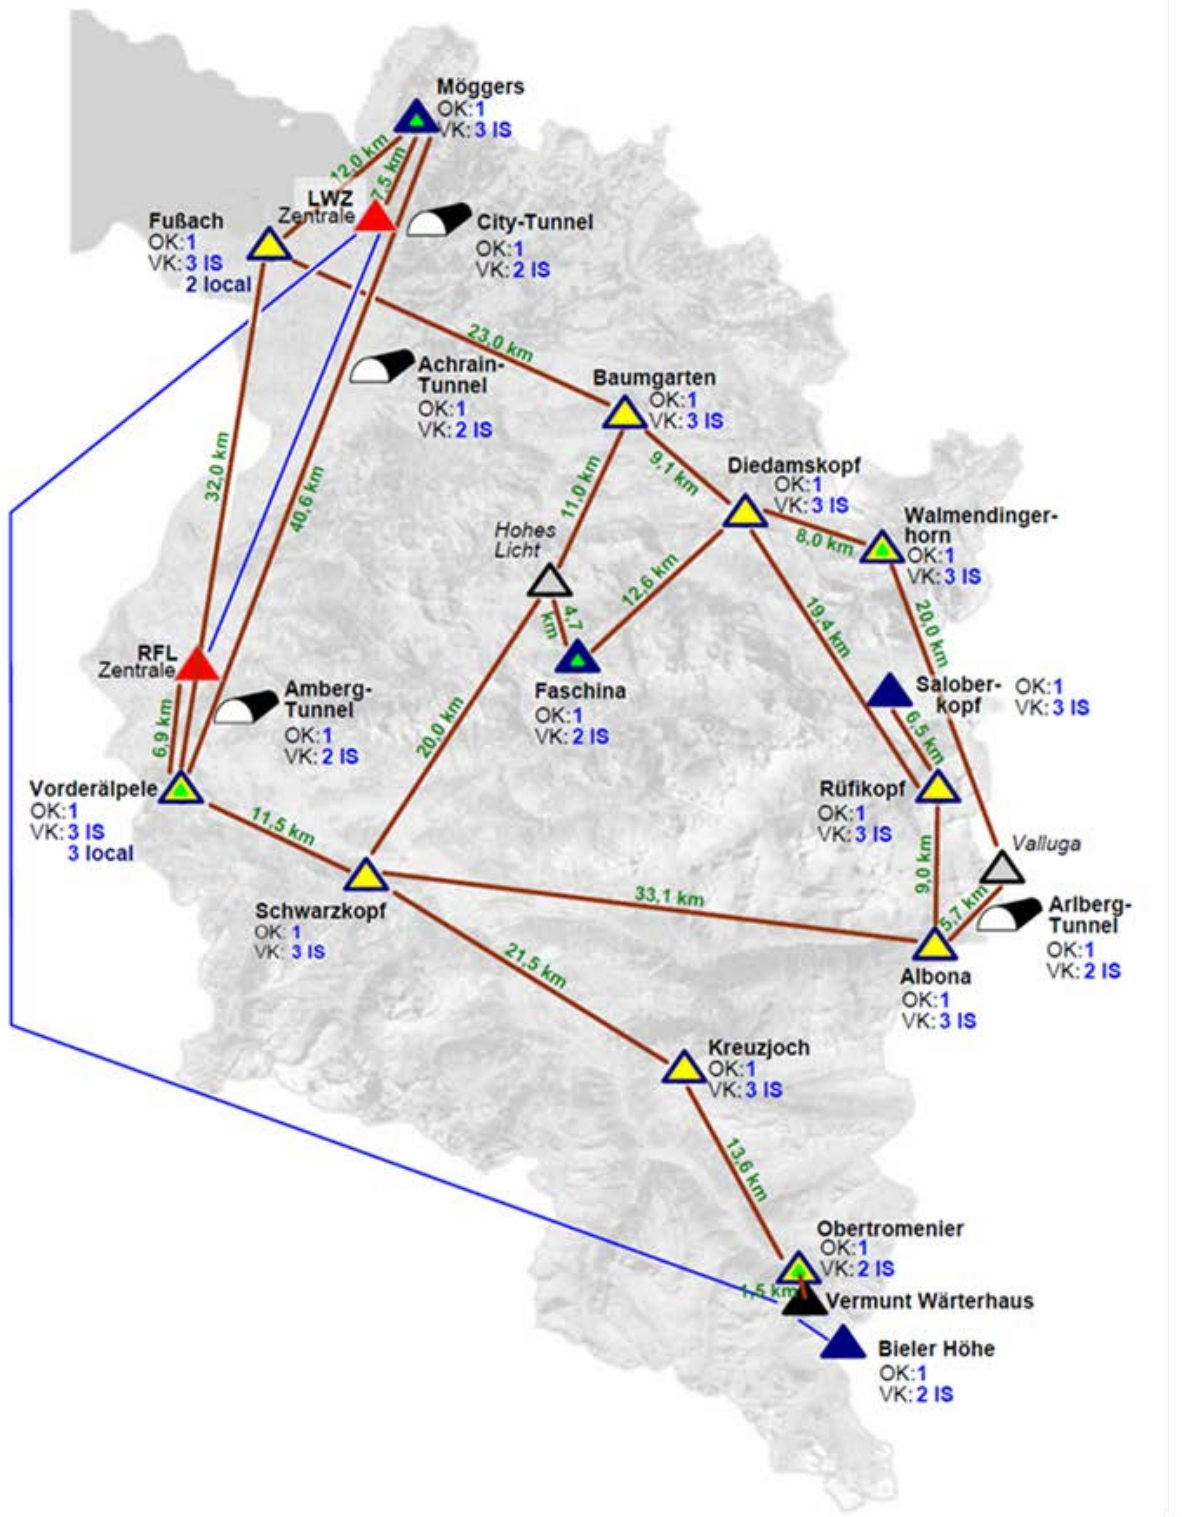 Möggers
OK:1
VK: 3 IS
12,0 km
7,5 km
LWZ
Zentrale
Fußach
OK:1
VK:3 IS
2 local
City-Tunnel
OK:1
VK:2 IS
23,0 km
Achrain-
Tunnel
OK:1
VK:2 IS
Baumgarten
OK:1
VK:3 IS
32,0 km
40,6 km
11,0 km
9,1 km
Diedamskopf
OK:1
VK:3 IS
8,0 km
Walmendinger-
horn
OK:1
VK:3 IS
Hohes
Licht
12,6 km
4,7
km
19,4 km
20,0 km
RFL
Zentrale
Faschina
OK:1
VK:2 IS
Salober-
kopf
OK:1
VK:3 IS
6,5 km
6,9 km
Amberg-
Tunnel
OK:1
VK:2 IS
20,0 km
Vorderälpele
OK:1
VK:3 IS
3 local
11,5 km
Rüfikopf
OK:1
VK:3 IS
Valluga
9,0 km
5,7 km
33,1 km
Schwarzkopf
OK: 1
VK: 3 IS
Arlberg-
Tunnel
OK:1
VK:2 IS
21,5 km
Albona
OK:1
VK:3 IS
Kreuzjoch
OK:1
VK:3 IS
13,6 km
Obertromenier
OK:1
VK:2 IS
1,5 km
Vermunt Wärterhaus
Bieler Höhe
OK:1
VK:2 IS